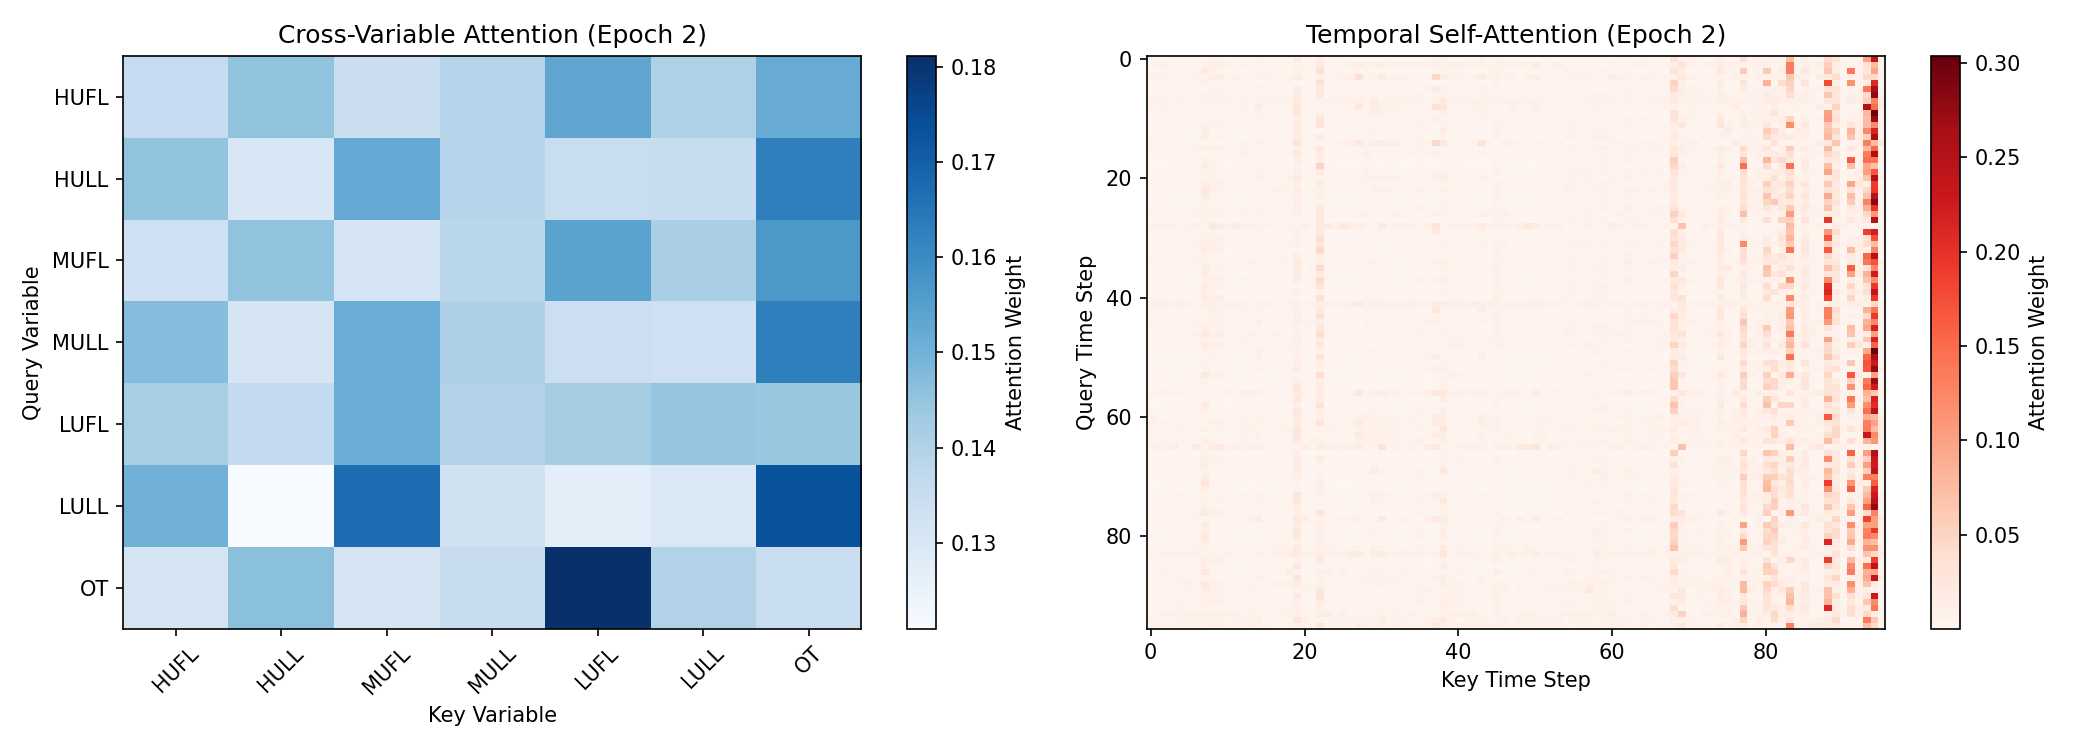 Cross-Variable Attention (Epoch 2)
Query Variable
HUFL
HULL
MUFL
MULL
LUFL
LULL
OT
HUFL
HULL
MUFL
MULL
LUFL
LULL
OT
Key Variable
0.18
0.17
0.16
0.15
0.14
0.13
Attention Weight
Temporal Self-Attention (Epoch 2)
Query Time Step
0
20
40
60
80
0
20
40
60
80
Key Time Step
0.30
0.25
0.20
0.15
0.10
0.05
Attention Weight